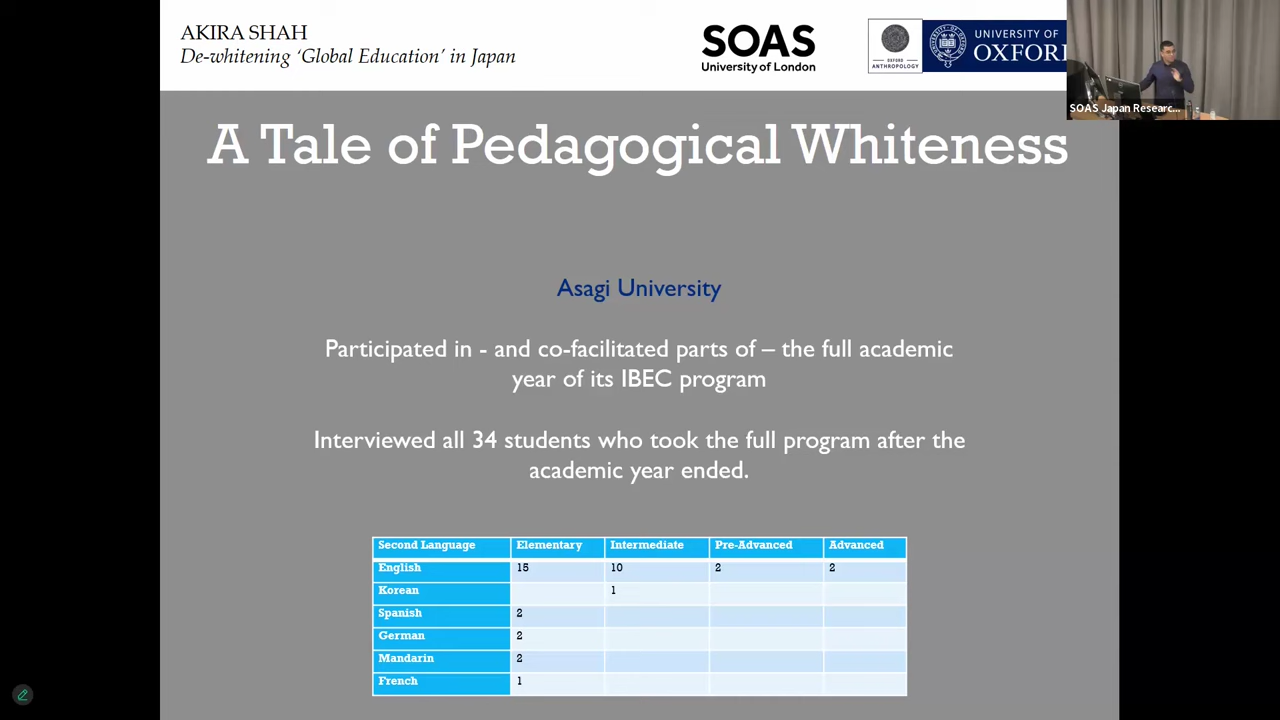 AKIRA SHAH
De-whitening ‘Global Education’ in Japan
SOAS
University of London
OXFORD
ANTHROPOLOGY
UNIVERSITY OF
OXFORD
SOAS Japan Researc...
A Tale of Pedagogical Whiteness
Asagi University
Participated in - and co-facilitated parts of – the full academic
year of its IBEC program
Interviewed all 34 students who took the full program after the
academic year ended.
Second Language Elementary Intermediate Pre-Advanced Advanced
English 15 10 2 2
Korean 1
Spanish 2
German 2
Mandarin 2
French 1